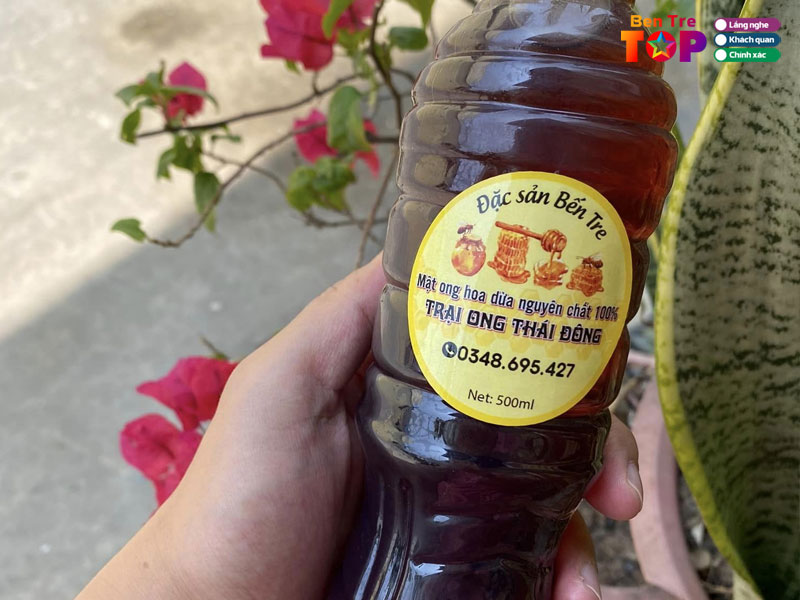 Ben Tre
TOP
Lắng nghe
Khách quan
Chính xác
Đặc sản Bến Tre
Mật ong hoa dừa nguyên chất 100%
TRẠI ONG THÁI ĐÔNG
0348.695.427
Net: 500ml